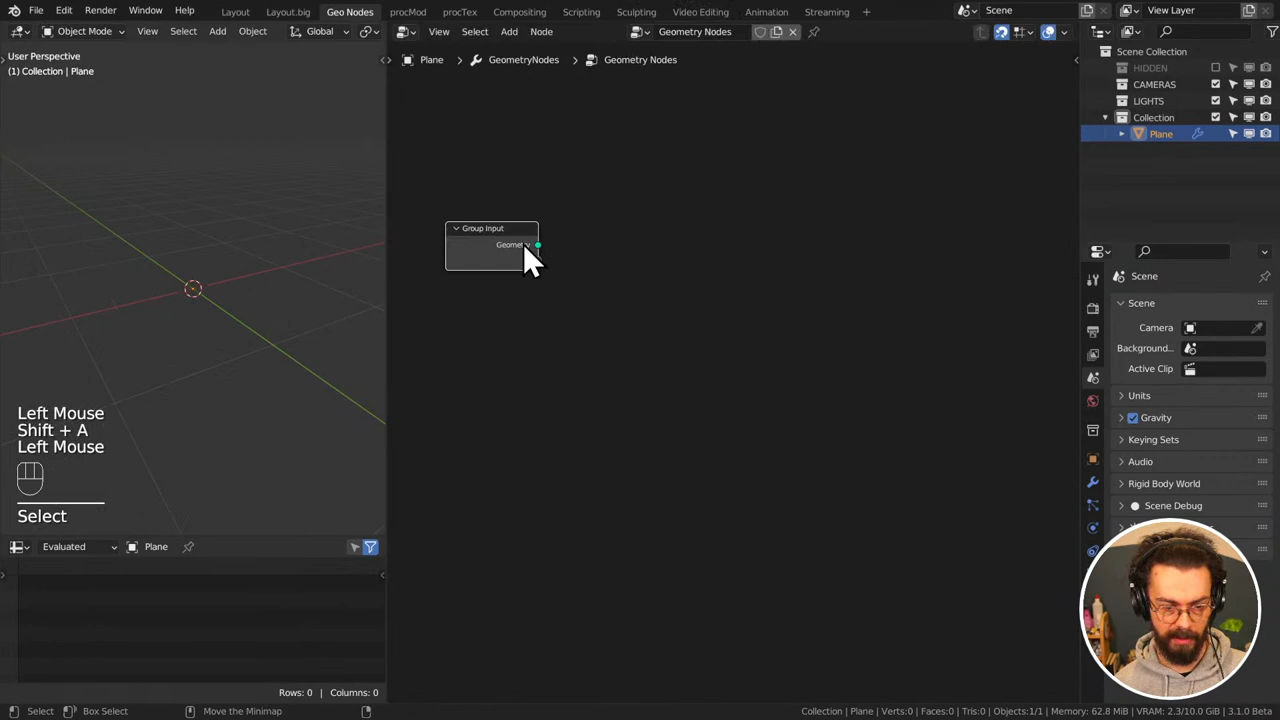 File Edit Render Window Help Layout Layout.big Geo Nodes procMod procTex Compositing Scripting Sculpting Video Editing Animation Streaming + Scene View Layer
Object Mode View Select Add Object Global View Select Add Node Geometry Nodes
User Perspective
(1) Collection | Plane
Plane > GeometryNodes > Geometry Nodes
Scene Collection
HIDDEN
CAMERAS
LIGHTS
Collection
Plane
Group Input
Geometry
Scene
Scene
Camera
Background...
Active Clip
Units
Gravity
Keying Sets
Audio
Rigid Body World
Scene Debug
Left Mouse
Shift + A
Left Mouse
Select
Evaluated Plane
Rows: 0 | Columns: 0
Select Box Select Move the Minimap Collection | Plane | Verts:0 | Faces:0 | Tris:0 | Objects:1/1 | Memory: 62.8 MiB | VRAM: 2.3/10.0 GiB | 3.1.0 Beta